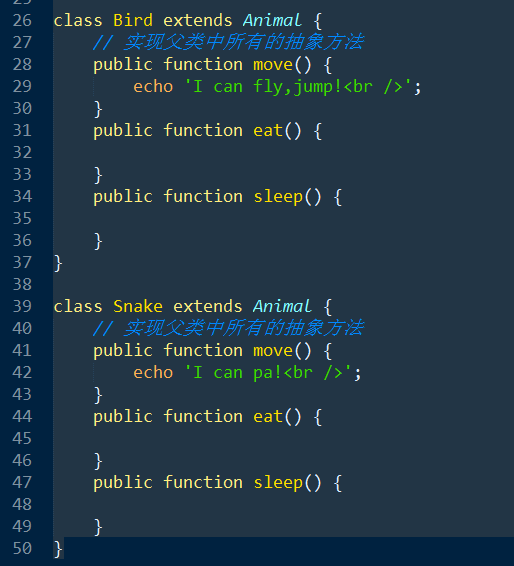 26 class Bird extends Animal {
27 // 实现父类中所有的抽象方法
28 public function move() {
29 echo 'I can fly,jump!<br />';
30 }
31 public function eat() {
32
33 }
34 public function sleep() {
35
36 }
37 }
38
39 class Snake extends Animal {
40 // 实现父类中所有的抽象方法
41 public function move() {
42 echo 'I can pa!<br />';
43 }
44 public function eat() {
45
46 }
47 public function sleep() {
48
49 }
50 }